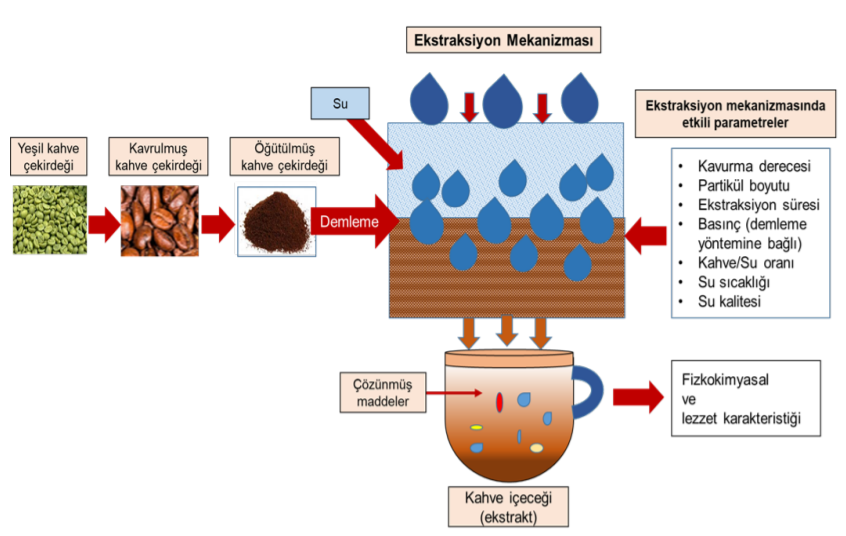 Ekstraksiyon Mekanizması
Su
Ekstraksiyon mekanizmasında
etkili parametreler
Yeşil kahve
çekirdeği
Kavrulmuş
kahve çekirdeği
Öğütülmüş
kahve çekirdeği
Demleme
• Kavurma derecesi
• Partikül boyutu
• Ekstraksiyon süresi
• Basınç (demleme
yöntemine bağlı)
• Kahve/Su oranı
• Su sıcaklığı
• Su kalitesi
Çözünmüş
maddeler
Fizkokimyasal
ve
lezzet karakteristiği
Kahve içeceği
(ekstrakt)